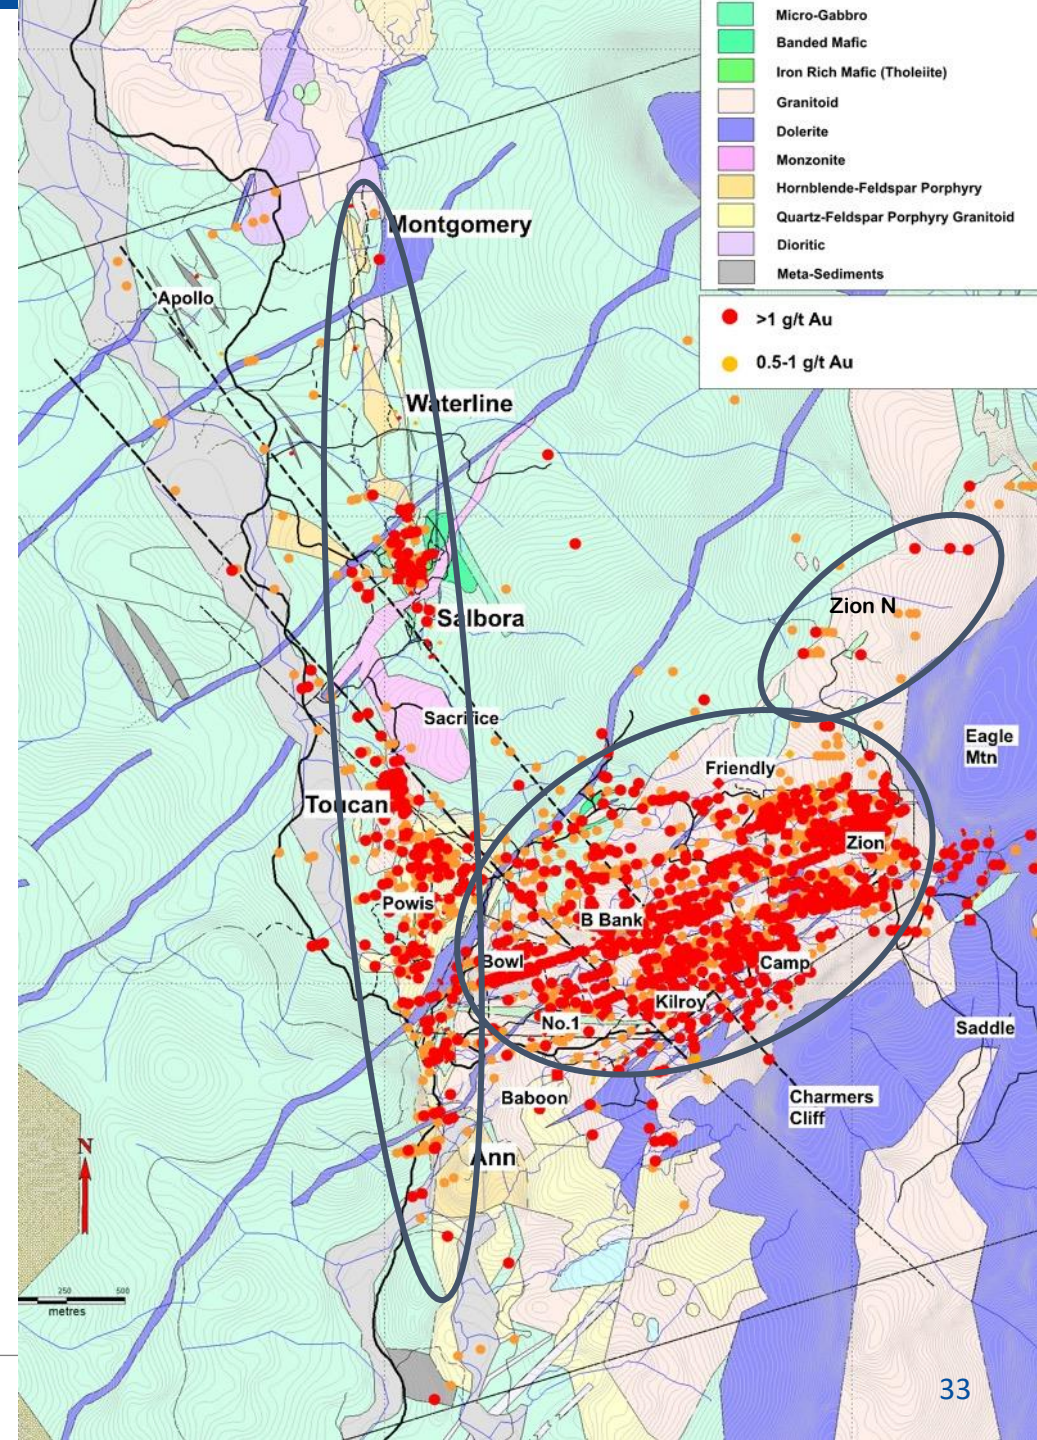 Micro-Gabbro
Banded Mafic
Iron Rich Mafic (Tholeiite)
Granitoid
Dolerite
Monzonite
Hornblende-Feldspar Porphyry
Quartz-Feldspar Porphyry Granitoid
Dioritic
Meta-Sediments
>1 g/t Au
0.5-1 g/t Au
Montgomery
Apollo
Waterline
Zion N
Salbora
Sacrifice
Eagle
Mtn
Friendly
Toucan
Zion
Powis
B Bank
Bowl
Camp
Kilroy
No.1
Saddle
Baboon
Charmers
Cliff
N
Ann
250 500
metres
33